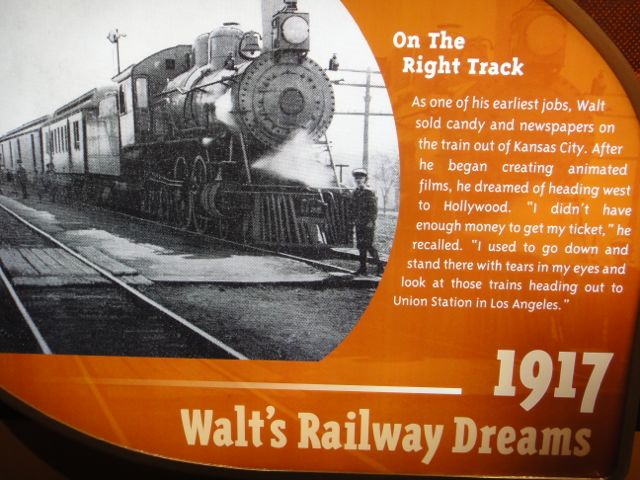 On The
Right Track
As one of his earliest jobs, Walt
sold candy and newspapers on
the train out of Kansas City. After
he began creating animated
films, he dreamed of heading west
to Hollywood. "I didn't have
enough money to get my ticket," he
recalled. "I used to go down and
stand there with tears in my eyes and
look at those trains heading out to
Union Station in Los Angeles."
1917
Walt's Railway Dreams